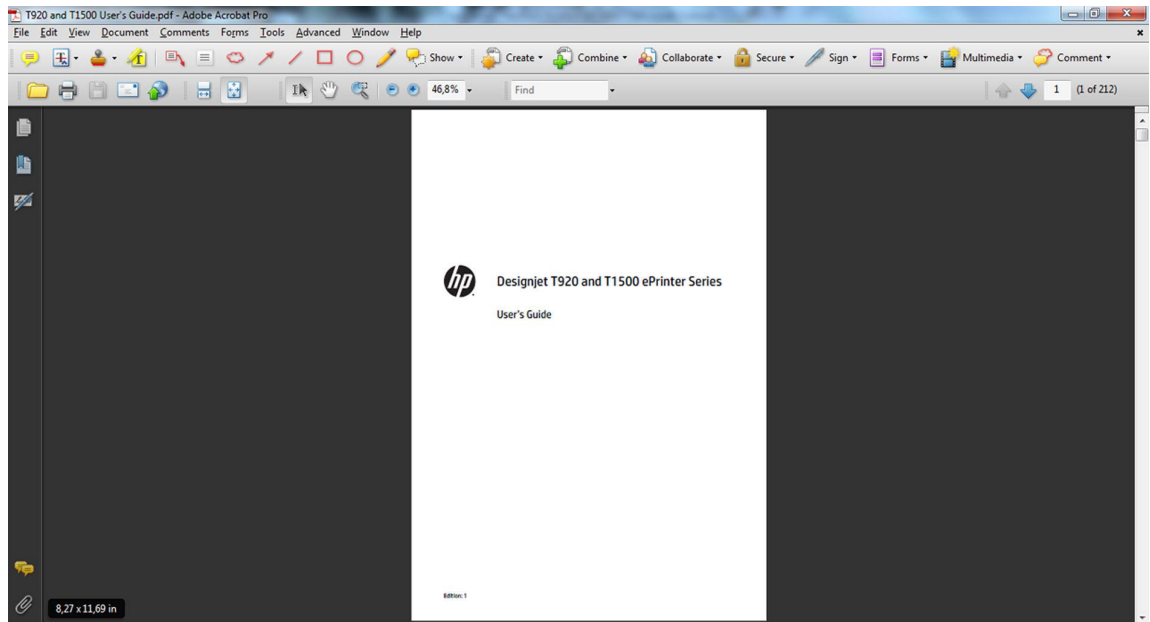 T920 and T1500 User's Guide.pdf - Adobe Acrobat Pro
File Edit View Document Comments Forms Tools Advanced Window Help
Show Create Combine Collaborate Secure Sign Forms Multimedia Comment
46,8% Find 1 (1 of 212)
hp Designjet T920 and T1500 ePrinter Series
User's Guide
Edition: 1
8,27 x 11,69 in